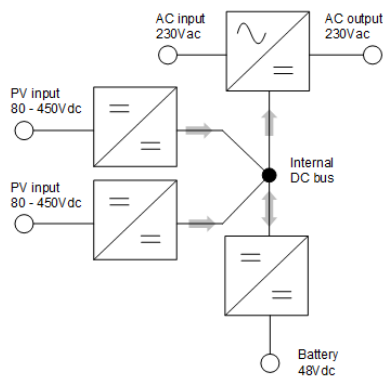 AC input
230Vac
AC output
230Vac
PV input
80 - 450Vdc
PV input
80 - 450Vdc
Internal
DC bus
Battery
48Vdc